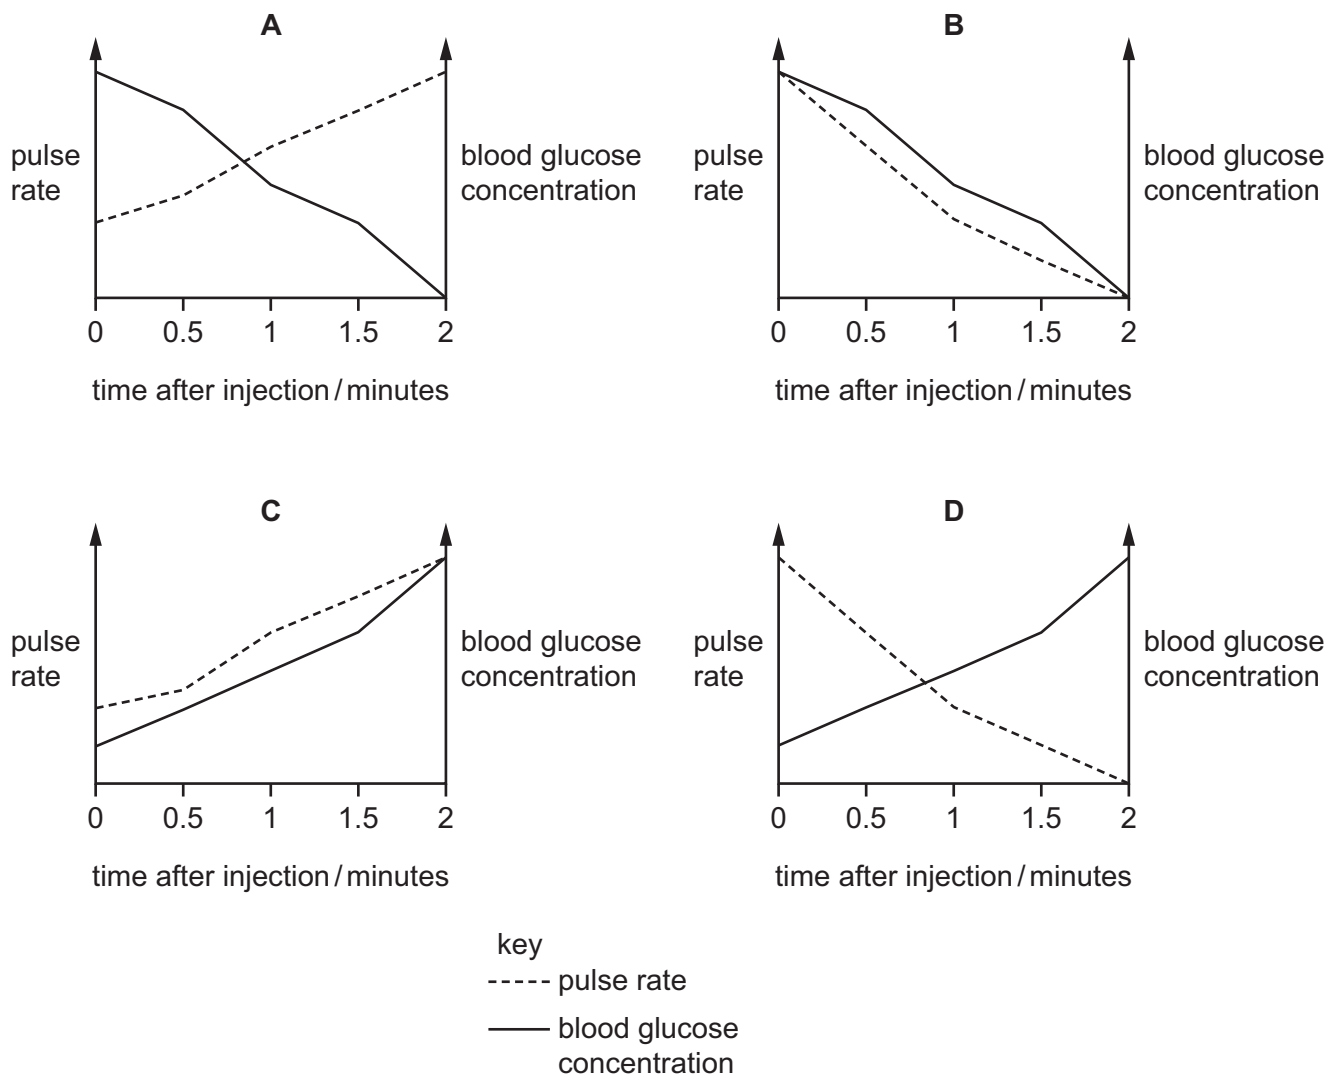 A
pulse
rate
blood glucose
concentration
0 0.5 1 1.5 2
time after injection / minutes
B
pulse
rate
blood glucose
concentration
0 0.5 1 1.5 2
time after injection / minutes
C
pulse
rate
blood glucose
concentration
0 0.5 1 1.5 2
time after injection / minutes
D
pulse
rate
blood glucose
concentration
0 0.5 1 1.5 2
time after injection / minutes
key
pulse rate
blood glucose
concentration